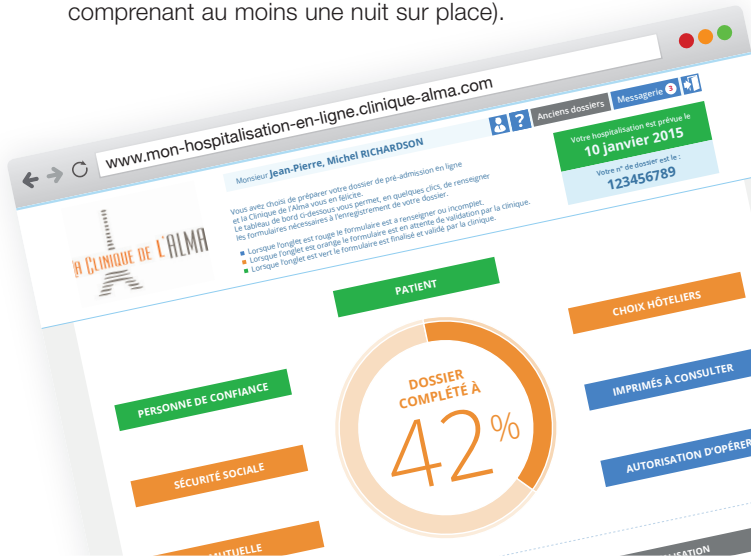 comprenant au moins une nuit sur place).
www.mon-hospitalisation-en-ligne.clinique-alma.com
Monsieur Jean-Pierre, Michel RICHARDSON
?
Anciens dossiers
Messagerie 3
Vous avez choisi de préparer votre dossier de pré-admission en ligne
et la Clinique de l'Alma vous en félicite.
Le tableau de bord ci-dessous vous permet, en quelques clics, de renseigner
les formulaires nécessaires à l'enregistrement de votre dossier.
Lorsque l'onglet est rouge le formulaire est a renseigner ou incomplet.
Lorsque l'onglet est orange le formulaire est en attente de validation par la clinique.
Lorsque l'onglet est vert le formulaire est finalisé et validé par la clinique.
Votre hospitalisation est prévue le
10 janvier 2015
Votre n° de dossier est le :
123456789
LA CLINIQUE DE L'ALMA
PATIENT
CHOIX HÔTELIERS
PERSONNE DE CONFIANCE
DOSSIER
COMPLÉTÉ À
42%
IMPRIMÉS À CONSULTER
SÉCURITÉ SOCIALE
AUTORISATION D'OPÉRER
MUTUELLE